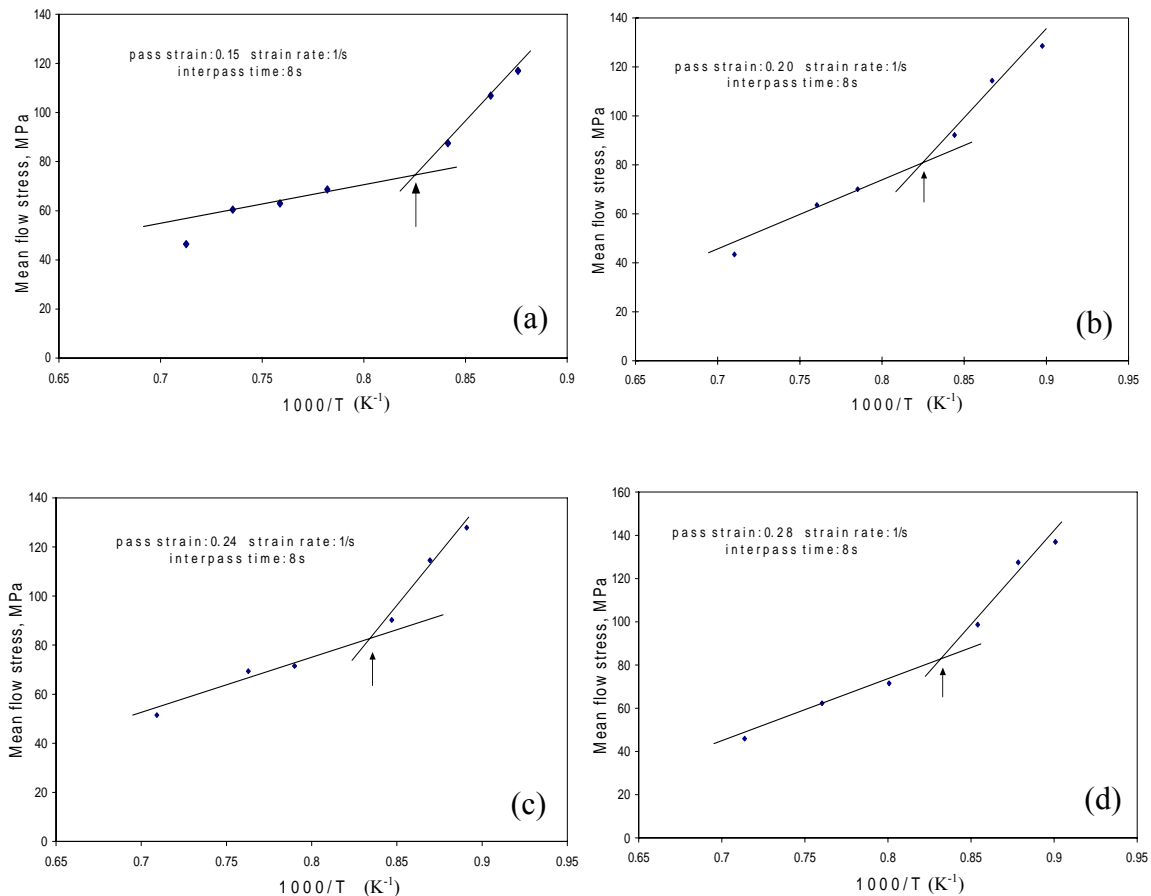 140
120
100
80
60
40
20
0
Mean flow stress, MPa
pass strain:0.15 strain rate:1/s
interpass time:8s
(a)
0.65 0.7 0.75 0.8 0.85 0.9
1000/T (K-1)
140
120
100
80
60
40
20
0
Mean flow stress, MPa
pass strain:0.20 strain rate:1/s
interpass time:8s
(b)
0.65 0.7 0.75 0.8 0.85 0.9 0.95
1000/T (K-1)
140
120
100
80
60
40
20
0
Mean flow stress, MPa
pass strain:0.24 strain rate:1/s
interpass time:8s
(c)
0.65 0.7 0.75 0.8 0.85 0.9 0.95
1000/T (K-1)
160
140
120
100
80
60
40
20
0
Mean flow stress, MPa
pass strain:0.28 strain rate:1/s
interpass time:8s
(d)
0.65 0.7 0.75 0.8 0.85 0.9 0.95
1000/T (K-1)